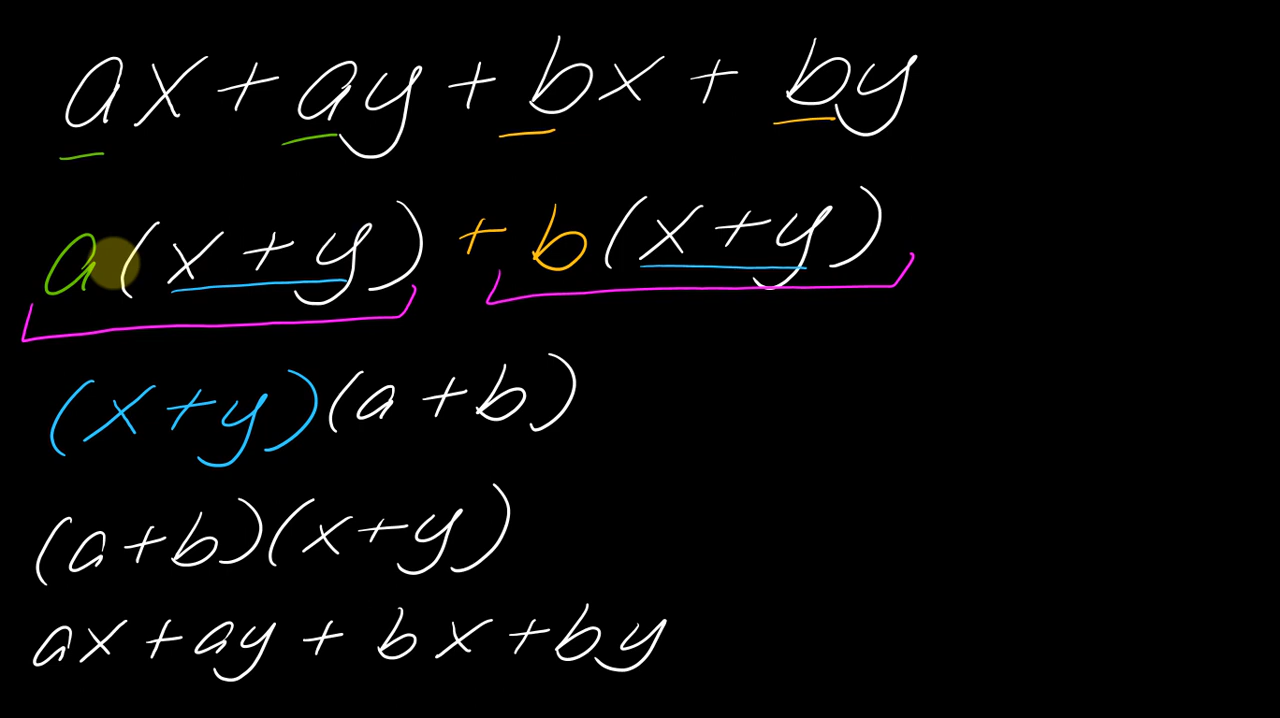 ax + ay + bx + by
a(x + y) + b(x + y)
(x + y)(a + b)
(a + b)(x + y)
ax + ay + bx + by